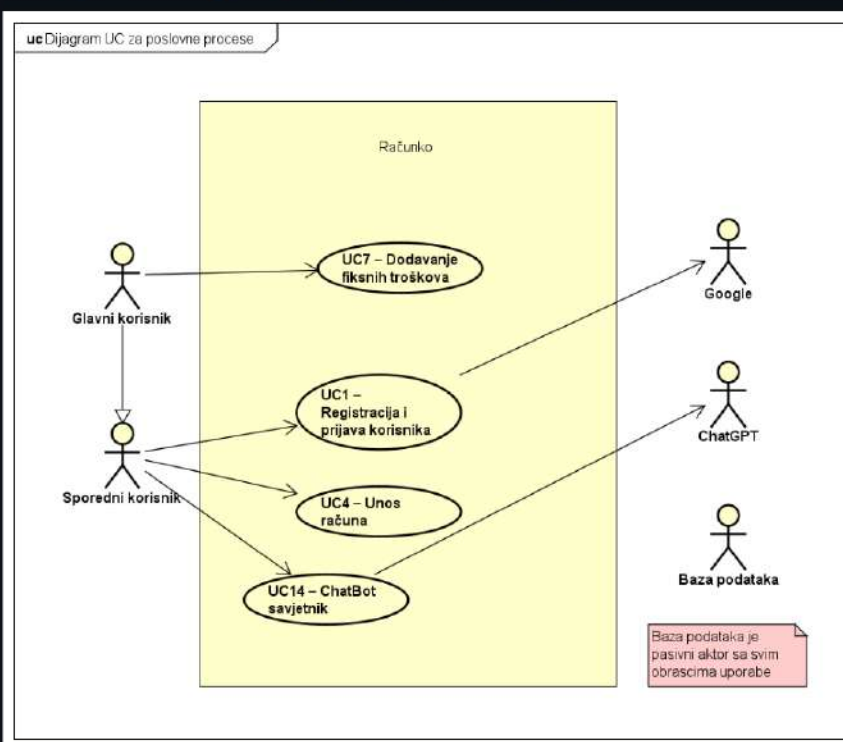 uc Dijagram UC za poslovne procese
Računko
UC7 – Dodavanje
fiksnih troškova
Glavni korisnik
Google
UC1 –
Registracija i
prijava korisnika
ChatGPT
Sporedni korisnik
UC4 – Unos
računa
UC14 – ChatBot
savjetnik
Baza podataka
Baza podataka je
pasivni aktor sa svim
obrascima uporabe